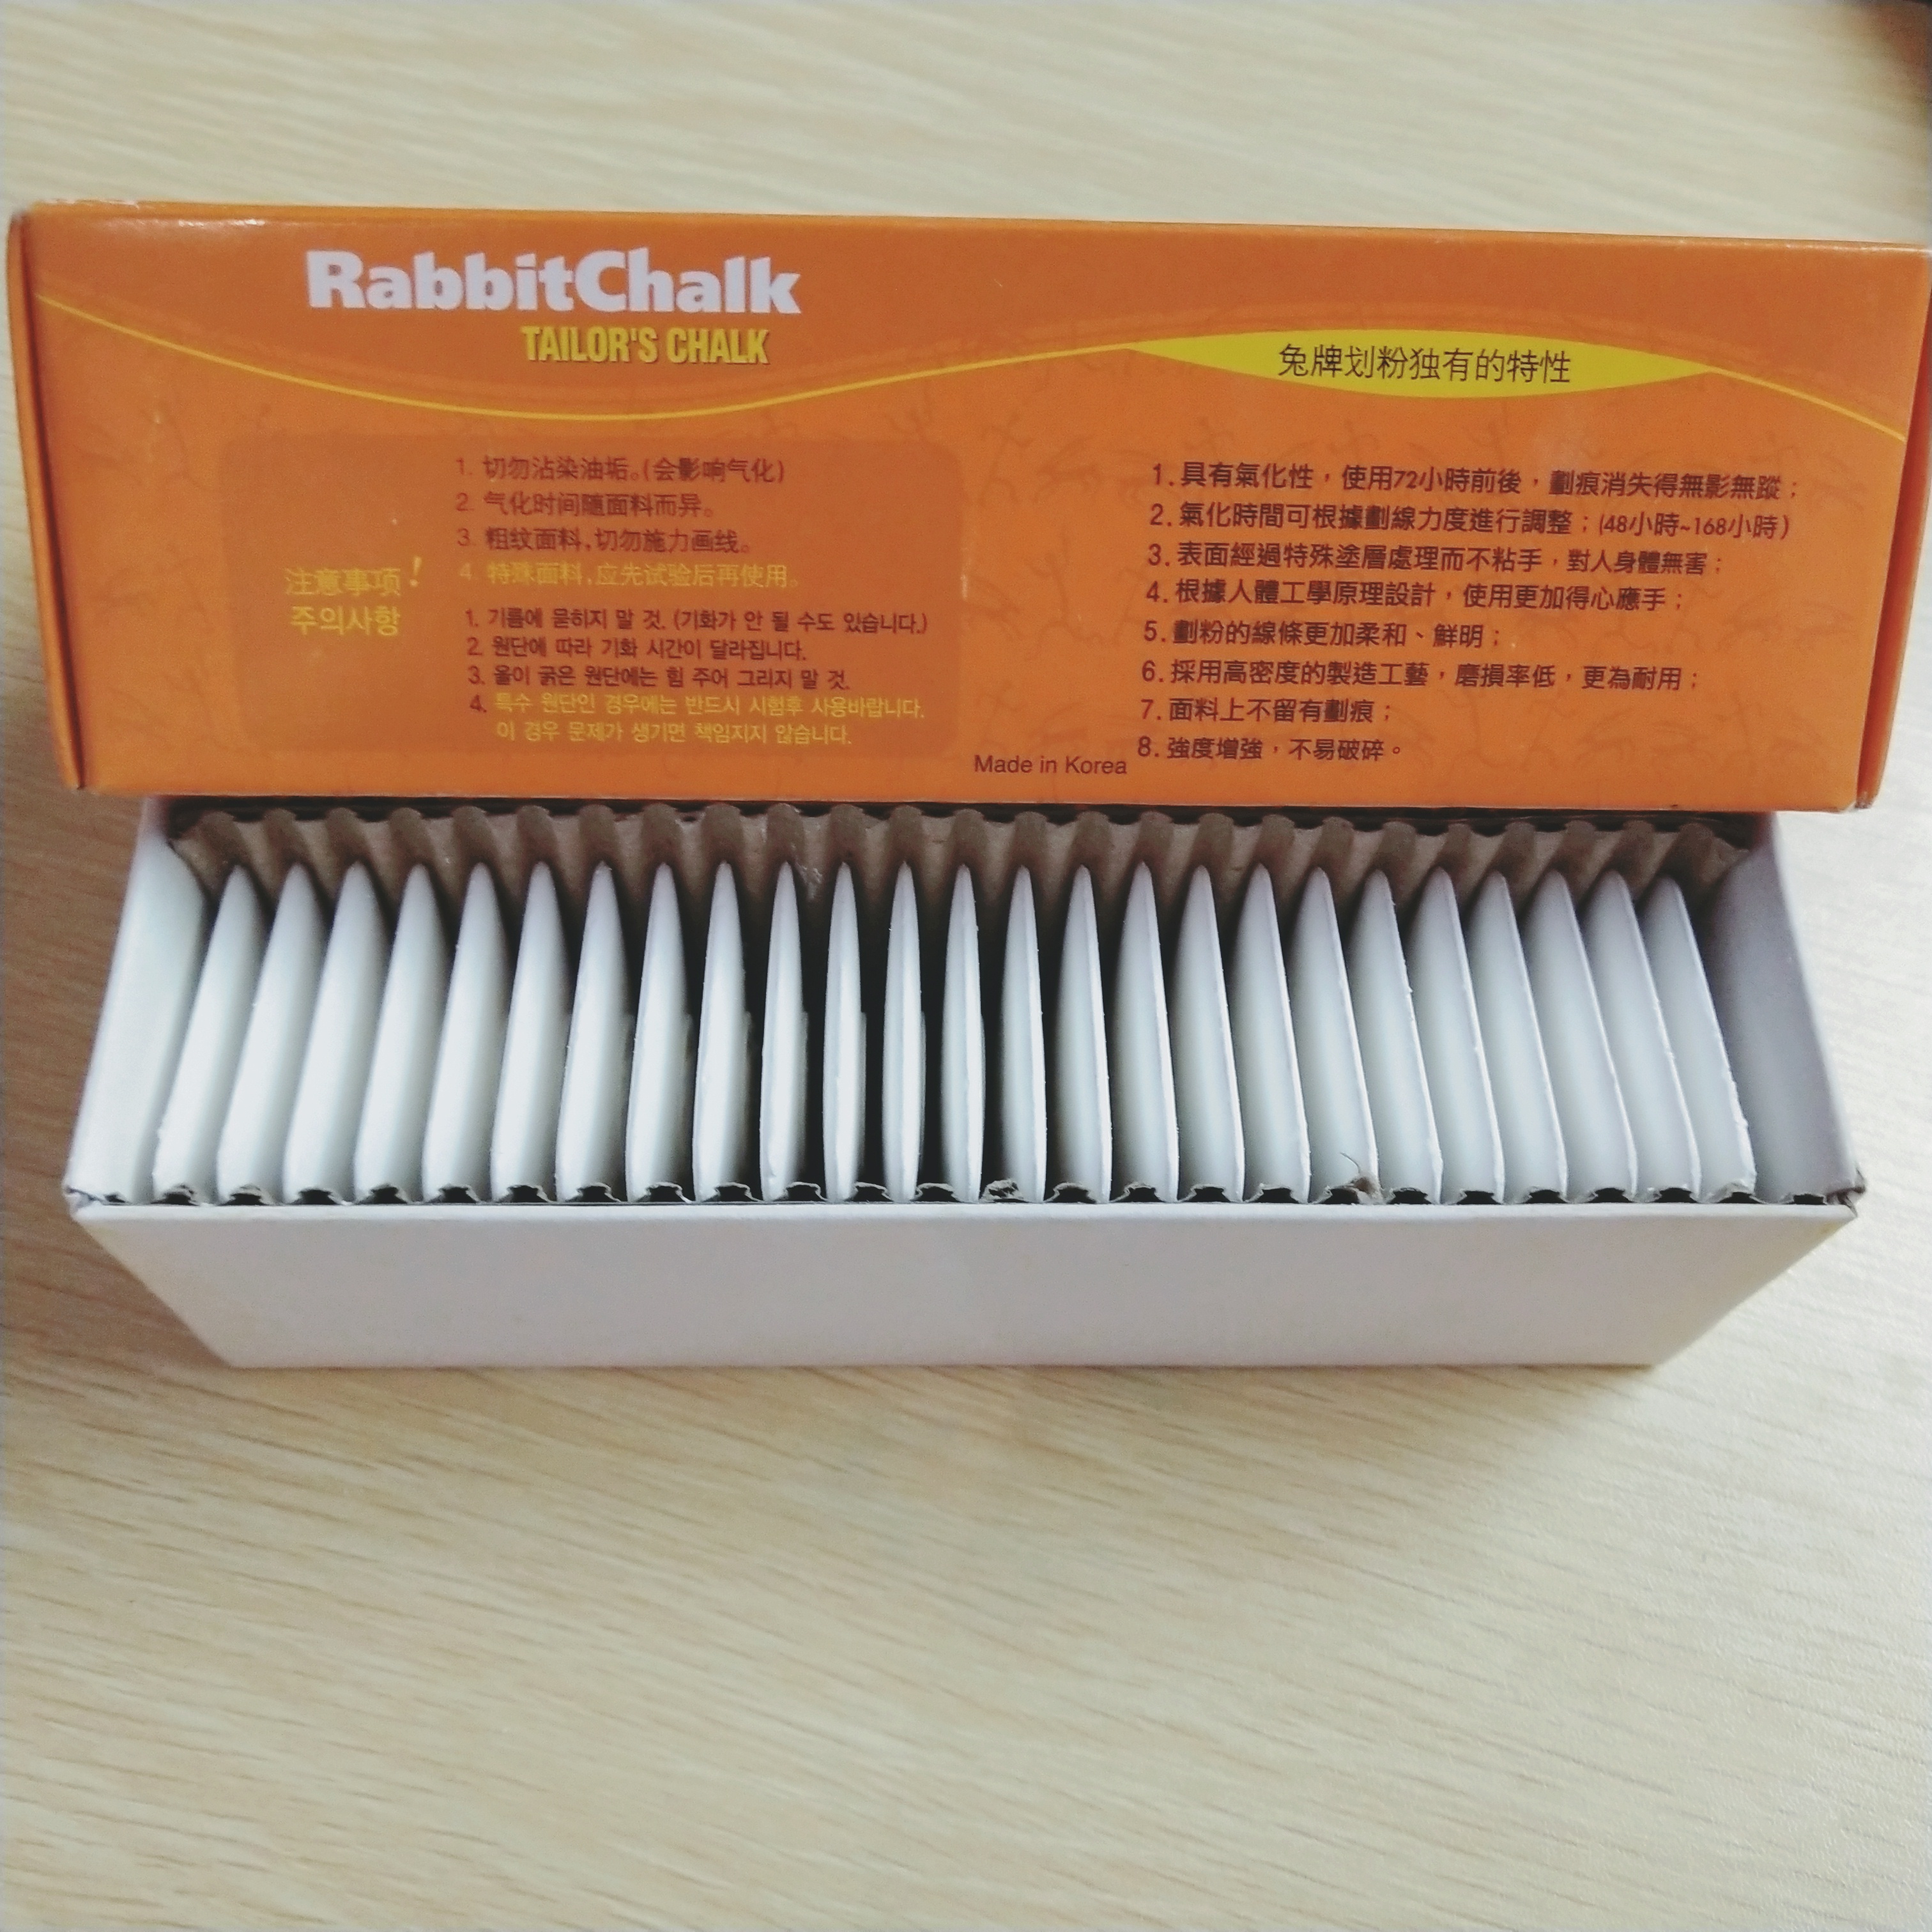 RabbitChalk
TAILOR'S CHALK
注意事项!
주의사항
1. 切勿沾染油垢。(会影响气化)
2. 气化时间随面料而异。
3. 粗纹面料,切勿施力画线。
4. 特殊面料,应先试验后再使用。
1. 기름에 묻히지 말 것. (기화가 안 될 수도 있습니다.)
2. 원단에 따라 기화 시간이 달라집니다.
3. 올이 굵은 원단에는 힘 주어 그리지 말 것.
4. 특수 원단인 경우에는 반드시 시험후 사용바랍니다.
이 경우 문제가 생기면 책임지지 않습니다.
Made in Korea
兔牌划粉独有的特性
1. 具有氣化性，使用72小時前後，劃痕消失得無影無蹤；
2. 氣化時間可根據劃線力度進行調整；(48小時~168小時)
3. 表面經過特殊塗層處理而不粘手，對人身體無害；
4. 根據人體工學原理設計，使用更加得心應手；
5. 劃粉的線條更加柔和、鮮明；
6. 採用高密度的製造工藝，磨損率低，更為耐用；
7. 面料上不留有劃痕；
8. 強度增強，不易破碎。